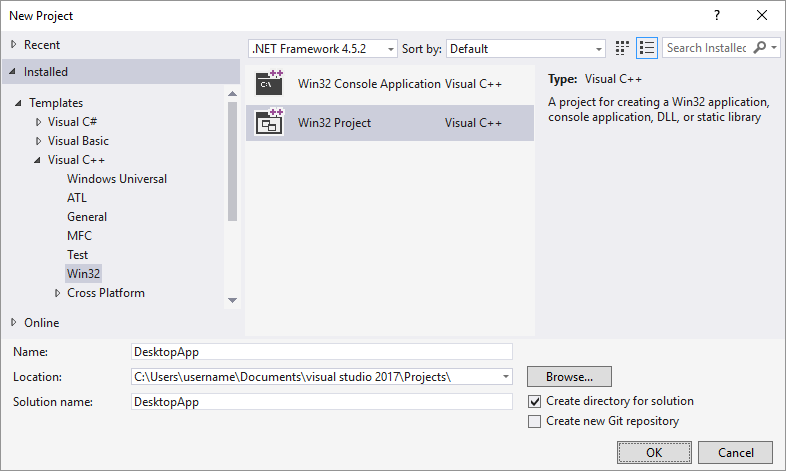 New Project
Recent
.NET Framework 4.5.2 Sort by: Default
Search Installed
Installed
Templates
Visual C#
Visual Basic
Visual C++
Windows Universal
ATL
General
MFC
Test
Win32
Cross Platform
Online
C:\
Win32 Console Application Visual C++
Win32 Project Visual C++
Type: Visual C++
A project for creating a Win32 application,
console application, DLL, or static library
Name: DesktopApp
Location: C:\Users\username\Documents\visual studio 2017\Projects\
Browse...
Solution name: DesktopApp
Create directory for solution
Create new Git repository
OK Cancel